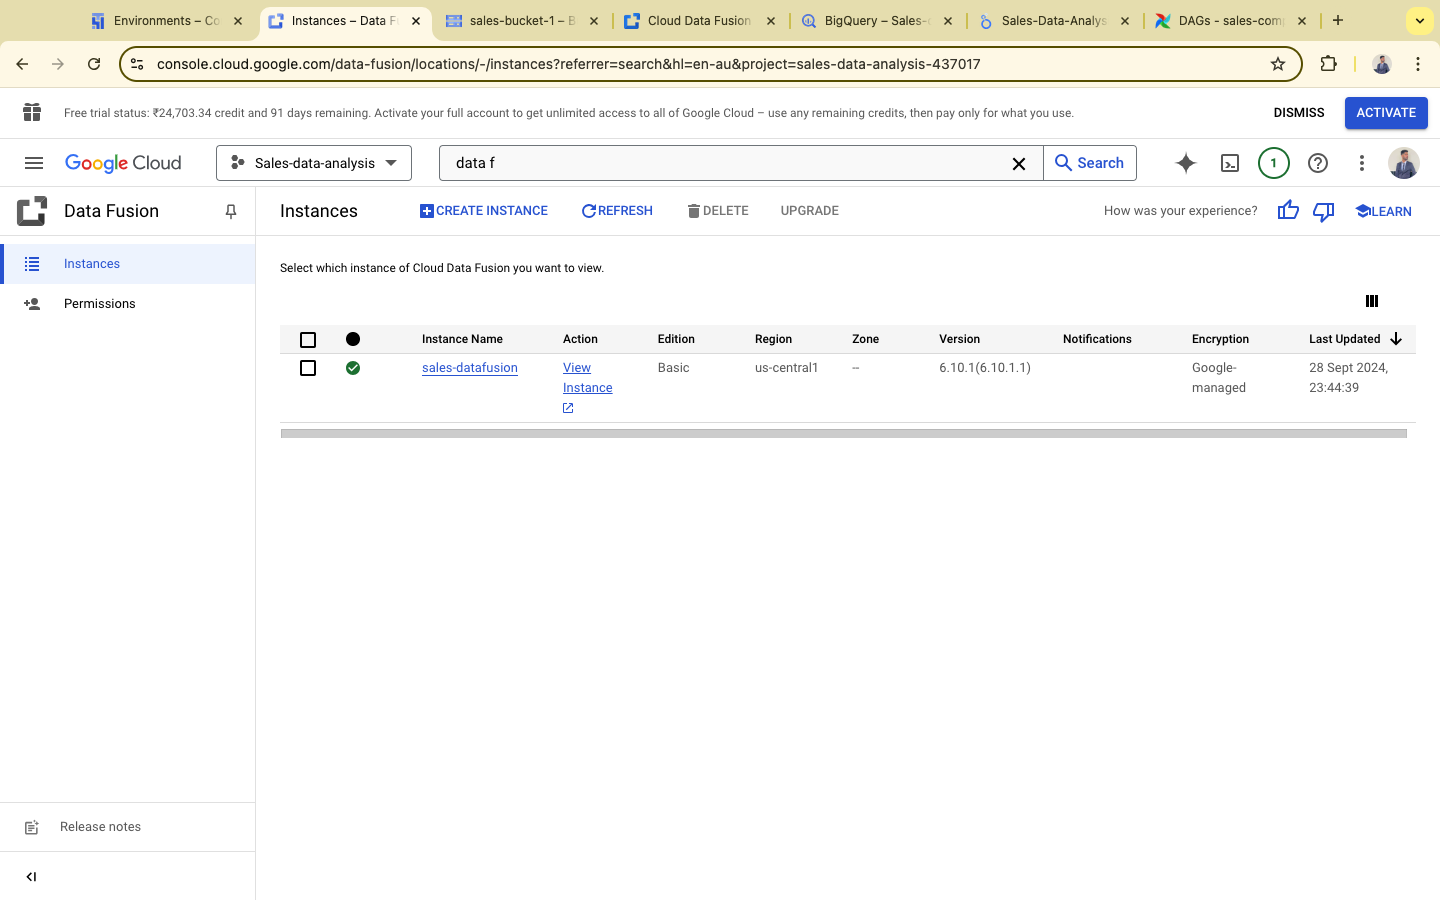 Environments – Co
Instances – Data F
sales-bucket-1 – B
Cloud Data Fusion
BigQuery – Sales-
Sales-Data-Analys
DAGs - sales-comp
console.cloud.google.com/data-fusion/locations/-/instances?referrer=search&hl=en-au&project=sales-data-analysis-437017
Free trial status: ₹24,703.34 credit and 91 days remaining. Activate your full account to get unlimited access to all of Google Cloud – use any remaining credits, then pay only for what you use.
DISMISS
ACTIVATE
Google Cloud
Sales-data-analysis
data f
Search
1
Data Fusion
Instances
CREATE INSTANCE
REFRESH
DELETE
UPGRADE
How was your experience?
LEARN
Instances
Permissions
Select which instance of Cloud Data Fusion you want to view.
Instance Name Action Edition Region Zone Version Notifications Encryption Last Updated
sales-datafusion View Instance Basic us-central1 -- 6.10.1(6.10.1.1) Google-managed 28 Sept 2024, 23:44:39
Release notes